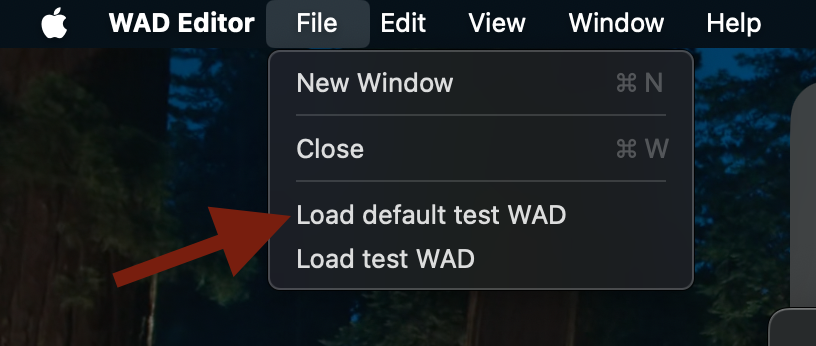 WAD Editor File Edit View Window Help
New Window ⌘ N
Close ⌘ W
Load default test WAD
Load test WAD